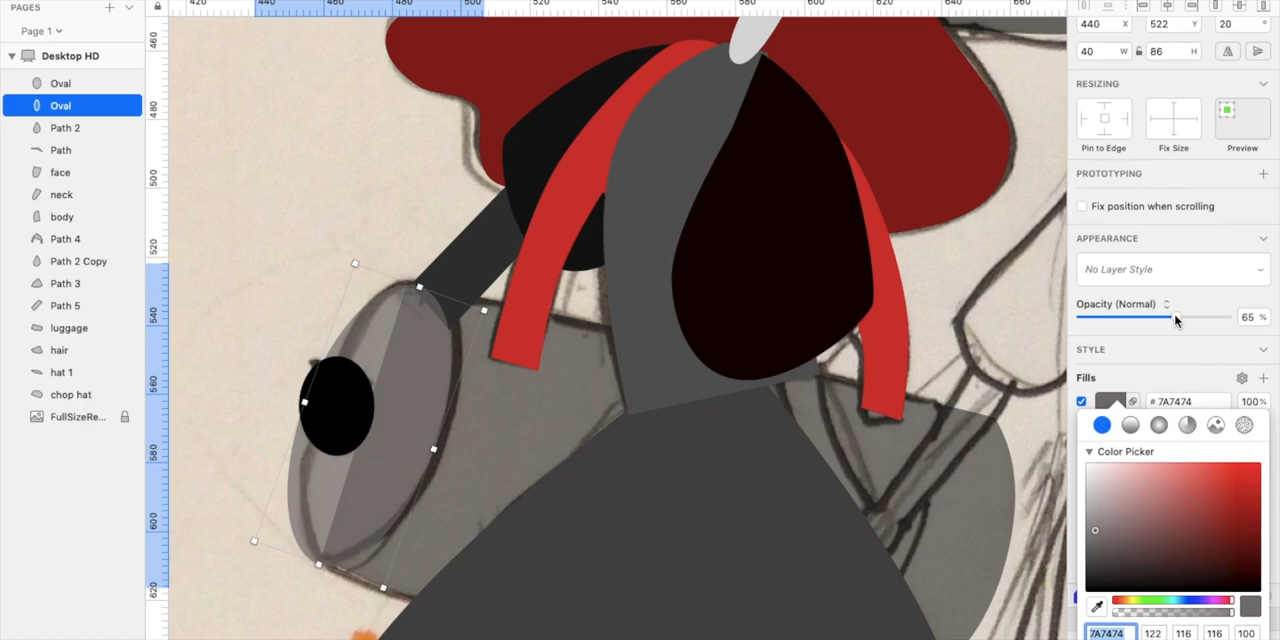 PAGES
Page 1
Desktop HD
Oval
Oval
Path 2
Path
face
neck
body
Path 4
Path 2 Copy
Path 3
Path 5
luggage
hair
hat 1
chop hat
FullSizeRe...
420 440 460 480 500 520 540 560 580 600 620 640 660
460
480
500
520
540
560
580
600
620
440 X 522 Y 20 °
40 W 86 H
RESIZING
Pin to Edge Fix Size Preview
PROTOTYPING
Fix position when scrolling
APPEARANCE
No Layer Style
Opacity (Normal)
65 %
STYLE
Fills
# 7A7474 100%
Color Picker
7A7474 122 116 116 100